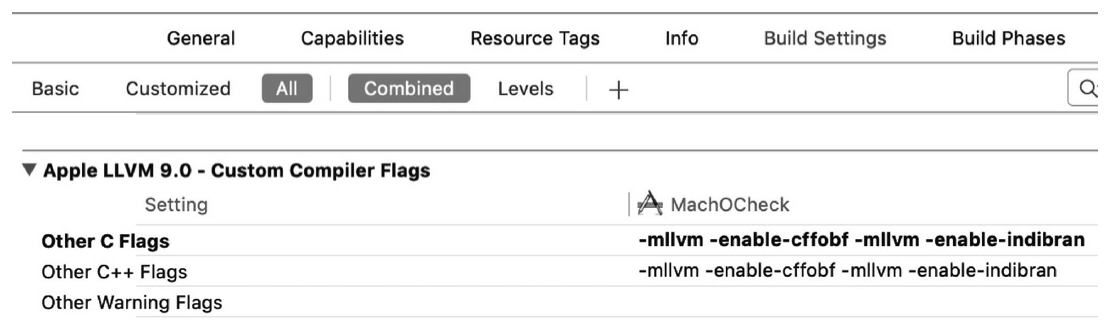 General Capabilities Resource Tags Info Build Settings Build Phases
Basic Customized All Combined Levels +
▼ Apple LLVM 9.0 - Custom Compiler Flags
Setting MachOCheck
Other C Flags -mllvm -enable-cffobf -mllvm -enable-indibran
Other C++ Flags -mllvm -enable-cffobf -mllvm -enable-indibran
Other Warning Flags